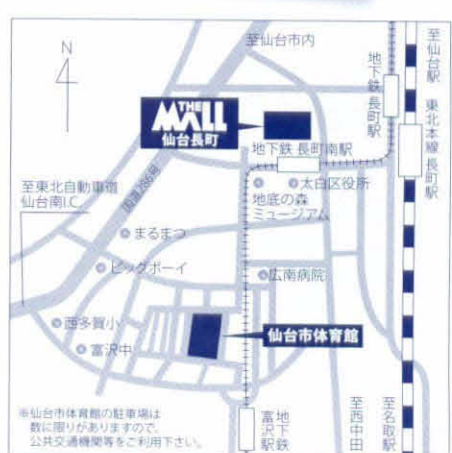 N
至仙台市内
至仙台駅
東北本線 長町駅
地下鉄 長町駅
THE MALL
仙台長町
地下鉄 長町南駅
太白区役所
地底の森
ミュージアム
至東北自動車道
仙台南I.C.
国道286号
まるまつ
ビッグボーイ
広南病院
西多賀小
富沢中
仙台市体育館
※仙台市体育館の駐車場は
数に限りがありますので、
公共交通機関等をご利用下さい。
地下鉄
富沢駅
至西中田
至名取駅